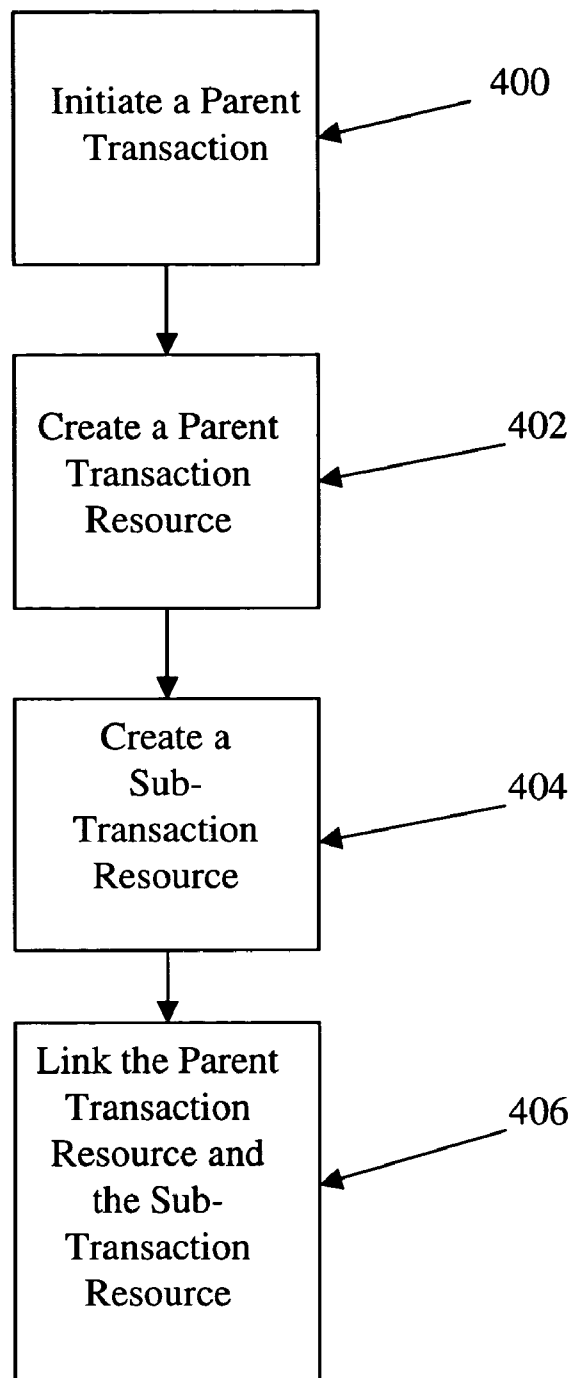 Initiate a Parent
Transaction
400
Create a Parent
Transaction
Resource
402
Create a
Sub-
Transaction
Resource
404
Link the Parent
Transaction
Resource and
the Sub-
Transaction
Resource
406